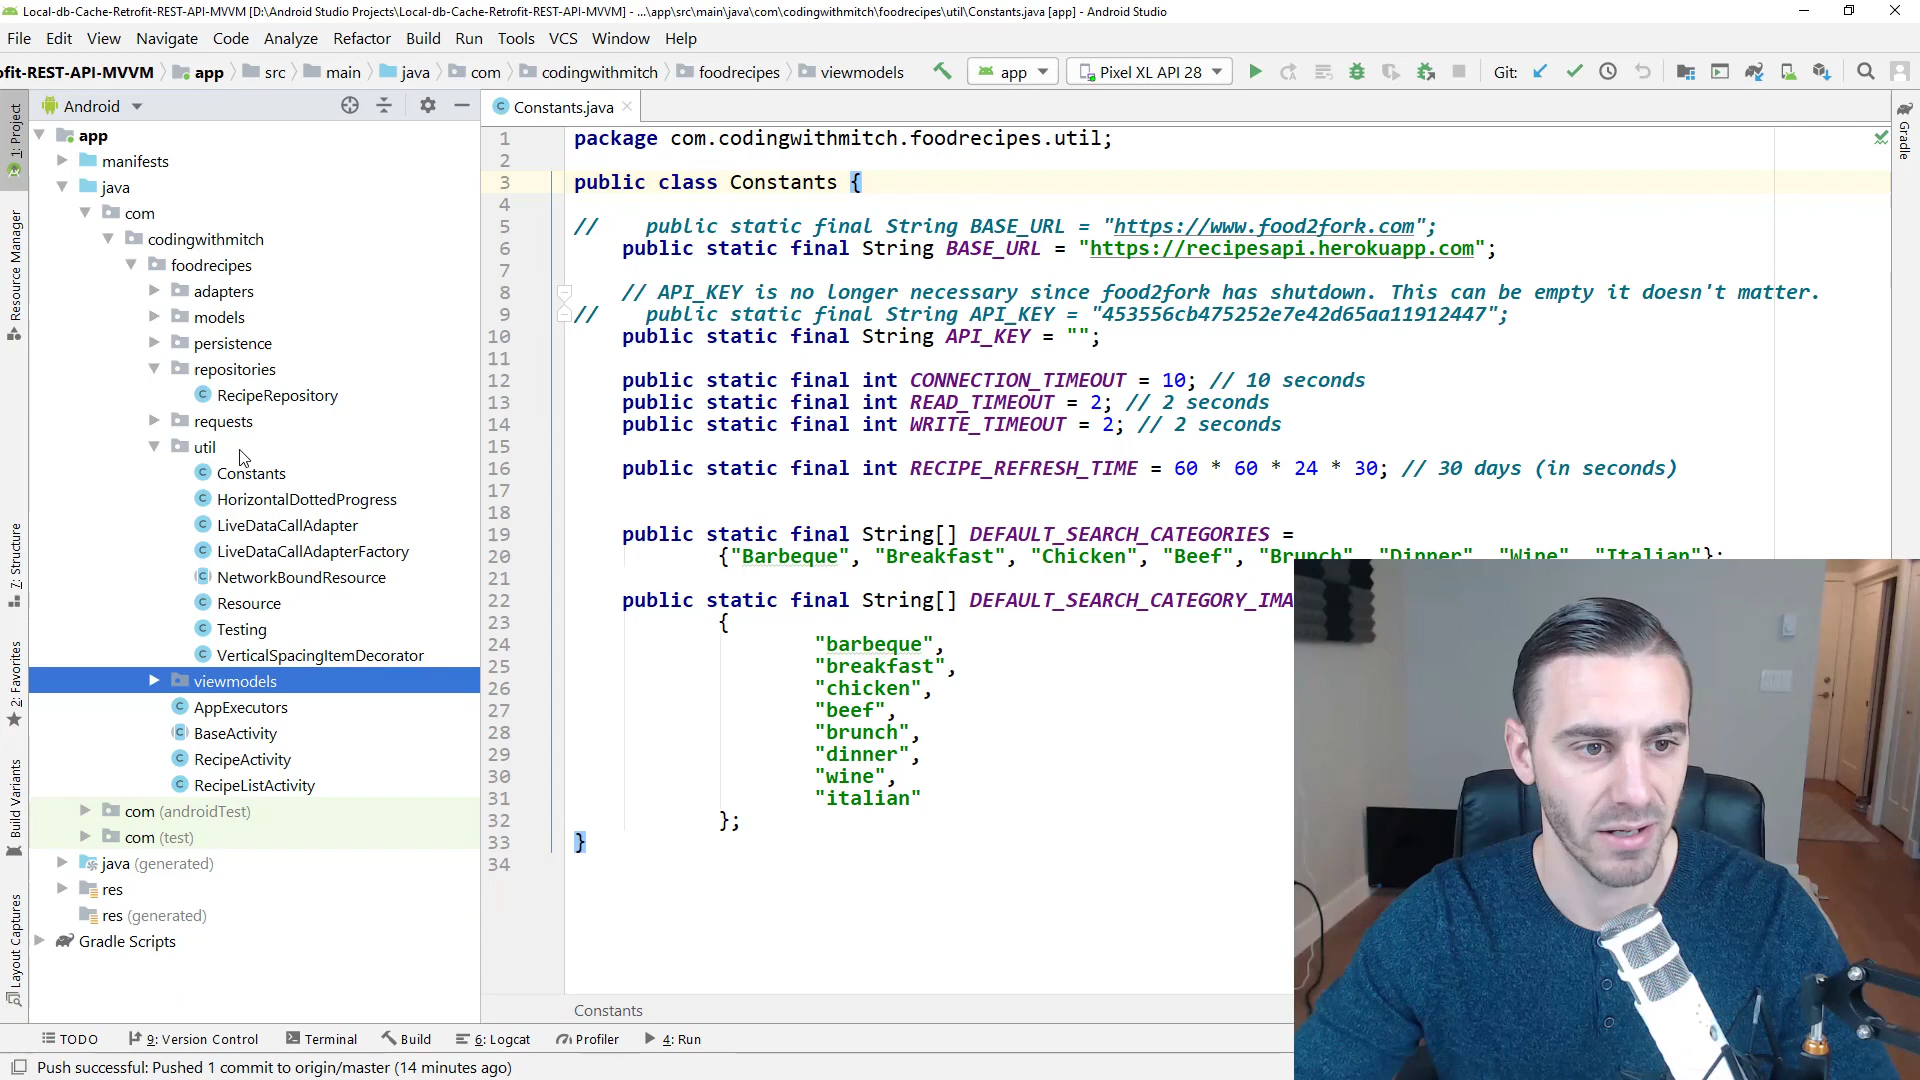 Local-db-Cache-Retrofit-REST-API-MVVM [D:\Android Studio Projects\Local-db-Cache-Retrofit-REST-API-MVVM] - ...\app\src\main\java\com\codingwithmitch\foodrecipes\util\Constants.java [app] - Android Studio
File Edit View Navigate Code Analyze Refactor Build Run Tools VCS Window Help
ofit-REST-API-MVVM app src main java com codingwithmitch foodrecipes viewmodels app Pixel XL API 28 Git:
Android
Constants.java
1: Project
Resource Manager
7: Structure
2: Favorites
Build Variants
Layout Captures
Gradle
app
manifests
java
com
codingwithmitch
foodrecipes
adapters
models
persistence
repositories
RecipeRepository
requests
util
Constants
HorizontalDottedProgress
LiveDataCallAdapter
LiveDataCallAdapterFactory
NetworkBoundResource
Resource
Testing
VerticalSpacingItemDecorator
viewmodels
AppExecutors
BaseActivity
RecipeActivity
RecipeListActivity
com (androidTest)
com (test)
java (generated)
res
res (generated)
Gradle Scripts
1 package com.codingwithmitch.foodrecipes.util;
2
3 public class Constants {
4
5 // public static final String BASE_URL = "https://www.food2fork.com";
6 public static final String BASE_URL = "https://recipesapi.herokuapp.com";
7
8 // API_KEY is no longer necessary since food2fork has shutdown. This can be empty it doesn't matter.
9 // public static final String API_KEY = "453556cb475252e7e42d65aa11912447";
10 public static final String API_KEY = "";
11
12 public static final int CONNECTION_TIMEOUT = 10; // 10 seconds
13 public static final int READ_TIMEOUT = 2; // 2 seconds
14 public static final int WRITE_TIMEOUT = 2; // 2 seconds
15
16 public static final int RECIPE_REFRESH_TIME = 60 * 60 * 24 * 30; // 30 days (in seconds)
17
18
19 public static final String[] DEFAULT_SEARCH_CATEGORIES =
20 {"Barbeque", "Breakfast", "Chicken", "Beef", "Brunch", "Dinner", "Wine", "Italian"};
21
22 public static final String[] DEFAULT_SEARCH_CATEGORY_IMA
23 {
24 "barbeque",
25 "breakfast",
26 "chicken",
27 "beef",
28 "brunch",
29 "dinner",
30 "wine",
31 "italian"
32 };
33 }
34
Constants
TODO 9: Version Control Terminal Build 6: Logcat Profiler 4: Run
Push successful: Pushed 1 commit to origin/master (14 minutes ago)